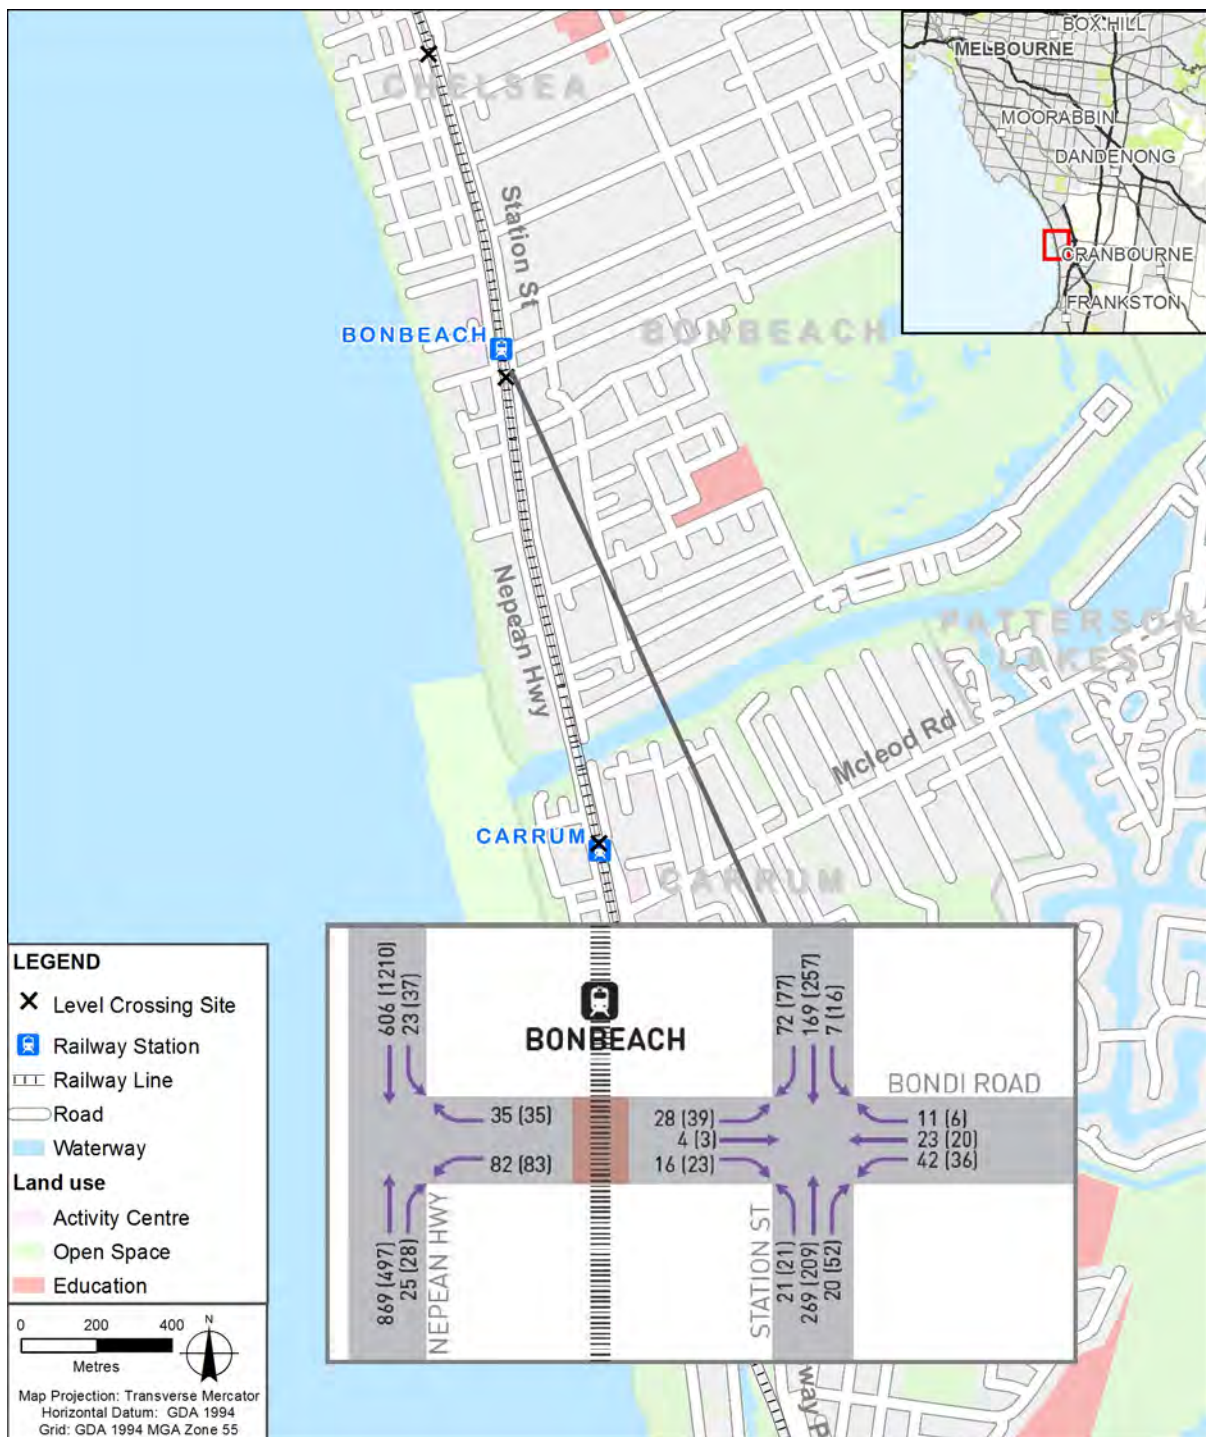 BOX HILL
MELBOURNE
MOORABBIN
DANDENONG
CRANBOURNE
FRANKSTON
CHELSEA
Station St
BONBEACH
BONBEACH
Nepean Hwy
PATTERSON
LAKES
Mcleod Rd
CARRUM
CARRUM
LEGEND
Level Crossing Site
Railway Station
Railway Line
Road
Waterway
Land use
Activity Centre
Open Space
Education
0 200 400
Metres
N
Map Projection: Transverse Mercator
Horizontal Datum: GDA 1994
Grid: GDA 1994 MGA Zone 55
606 (1210)
23 (37)
BONBEACH
72 (77)
169 (257)
7 (16)
BONDI ROAD
35 (35)
82 (83)
28 (39)
4 (3)
16 (23)
11 (6)
23 (20)
42 (36)
869 (497)
25 (28)
NEPEAN HWY
STATION ST
21 (21)
269 (209)
20 (52)
way P